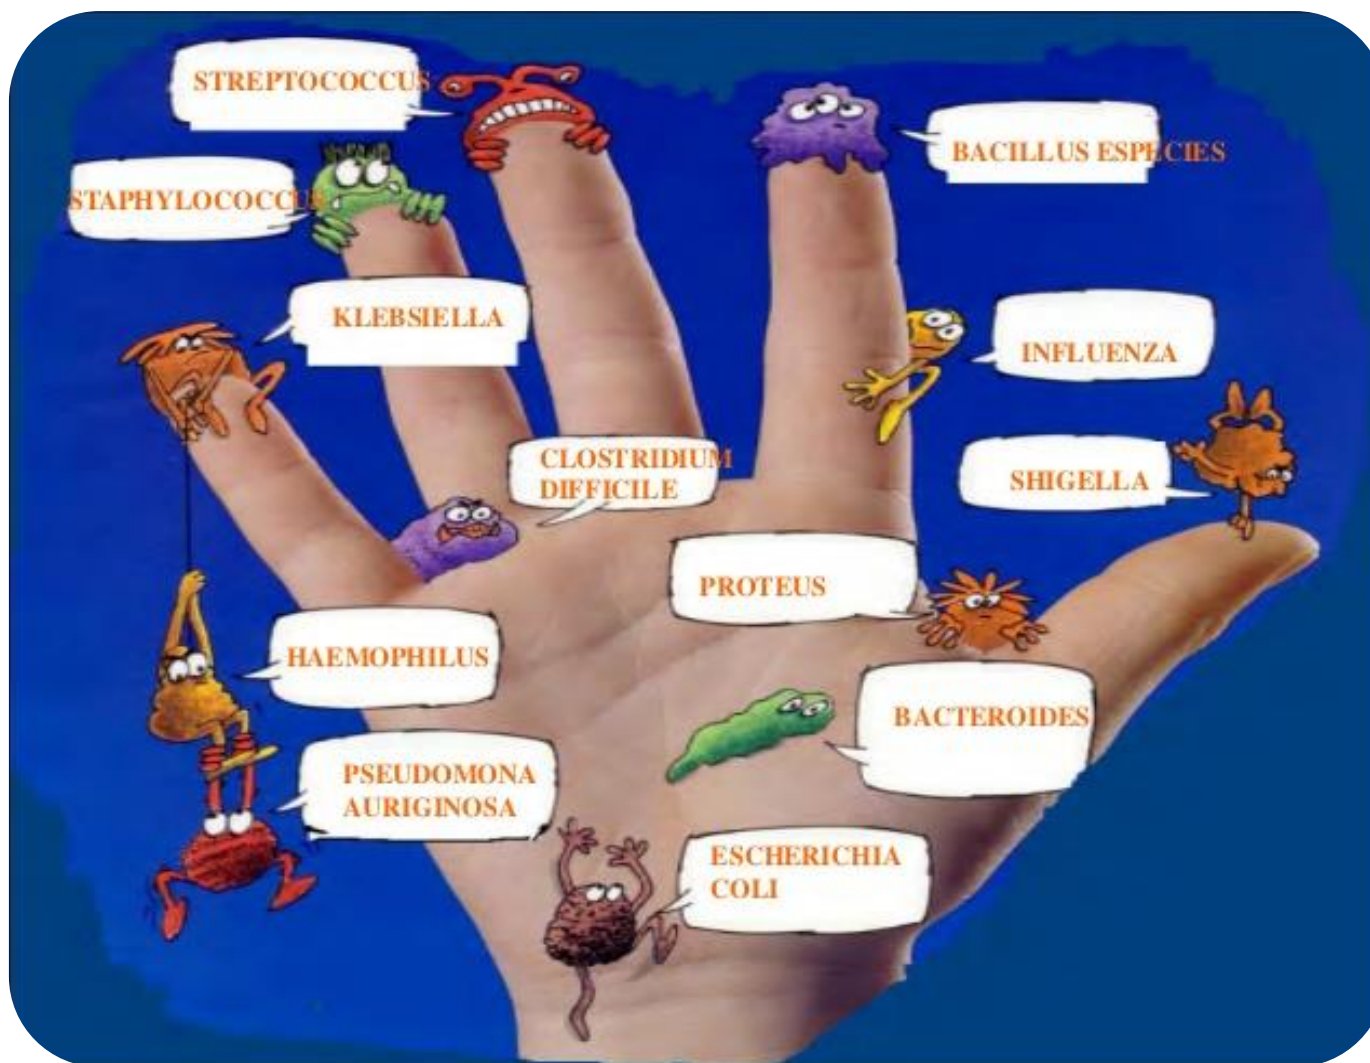 STREPTOCOCCUS
BACILLUS ESPECIES
STAPHYLOCOCCUS
KLEBSIELLA
INFLUENZA
CLOSTRIDIUM
DIFFICILE
SHIGELLA
PROTEUS
HAEMOPHILUS
BACTEROIDES
PSEUDOMONA
AURIGINOSA
ESCHERICHIA
COLI